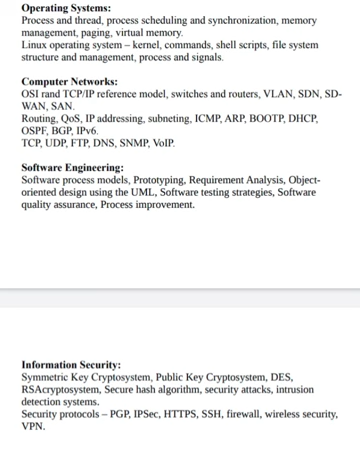 Operating Systems:
Process and thread, process scheduling and synchronization, memory
management, paging, virtual memory.
Linux operating system – kernel, commands, shell scripts, file system
structure and management, process and signals.
Computer Networks:
OSI rand TCP/IP reference model, switches and routers, VLAN, SDN, SD-
WAN, SAN.
Routing, QoS, IP addressing, subneting, ICMP, ARP, BOOTP, DHCP,
OSPF, BGP, IPv6.
TCP, UDP, FTP, DNS, SNMP, VoIP.
Software Engineering:
Software process models, Prototyping, Requirement Analysis, Object-
oriented design using the UML, Software testing strategies, Software
quality assurance, Process improvement.
Information Security:
Symmetric Key Cryptosystem, Public Key Cryptosystem, DES,
RSAcryptosystem, Secure hash algorithm, security attacks, intrusion
detection systems.
Security protocols – PGP, IPSec, HTTPS, SSH, firewall, wireless security,
VPN.